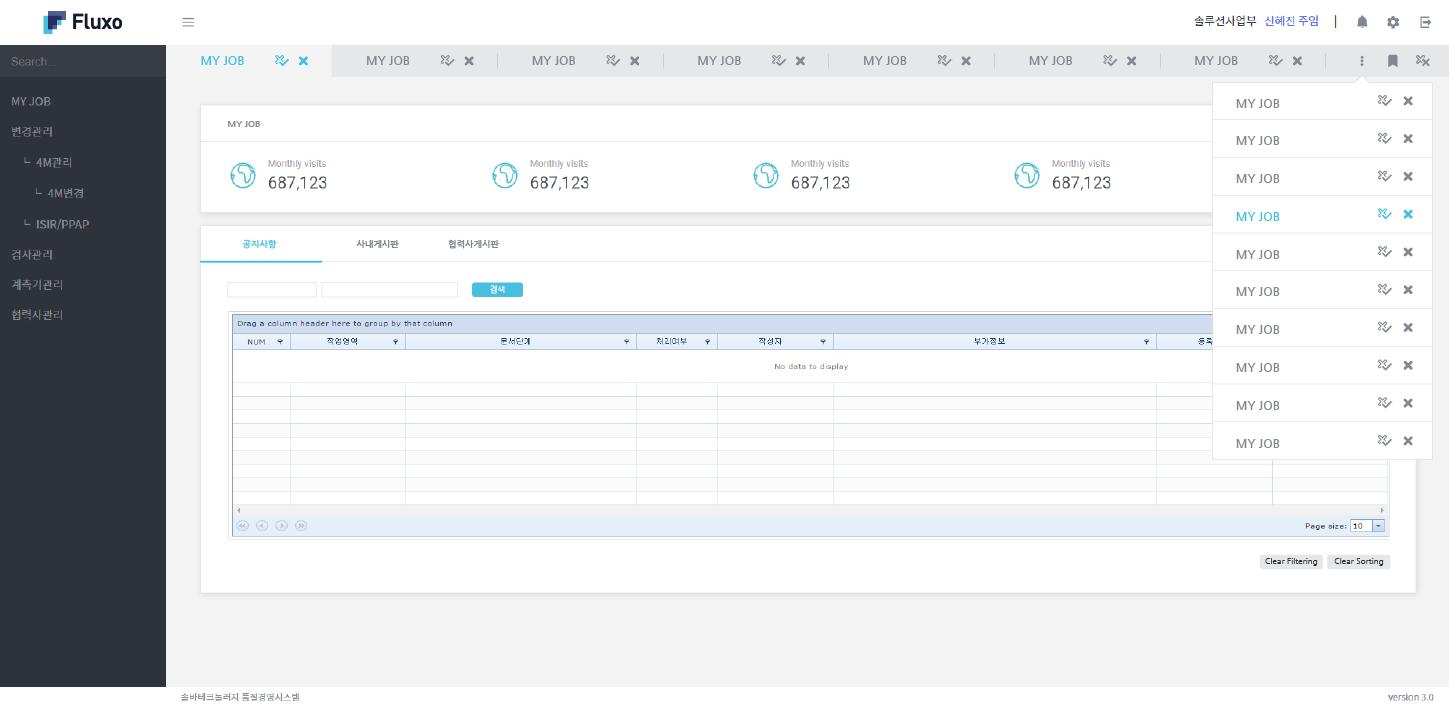 Fluxo
솔루션사업부 신혜진 주임
Search...
MY JOB MY JOB MY JOB MY JOB MY JOB MY JOB MY JOB
MY JOB
변경관리
└ 4M관리
└ 4M변경
└ ISIR/PPAP
검사관리
계측기관리
협력사관리
MY JOB
Monthly visits
687,123
Monthly visits
687,123
Monthly visits
687,123
Monthly visits
687,123
공지사항 사내게시판 협력사게시판
검색
Drag a column header here to group by that column
NUM 작업영역 문서단계 처리여부 작성자 부가정보 등록
No data to display
Page size: 10
Clear Filtering Clear Sorting
MY JOB
MY JOB
MY JOB
MY JOB
MY JOB
MY JOB
MY JOB
MY JOB
MY JOB
MY JOB
솔바테크놀러지 품질경영시스템
version 3.0